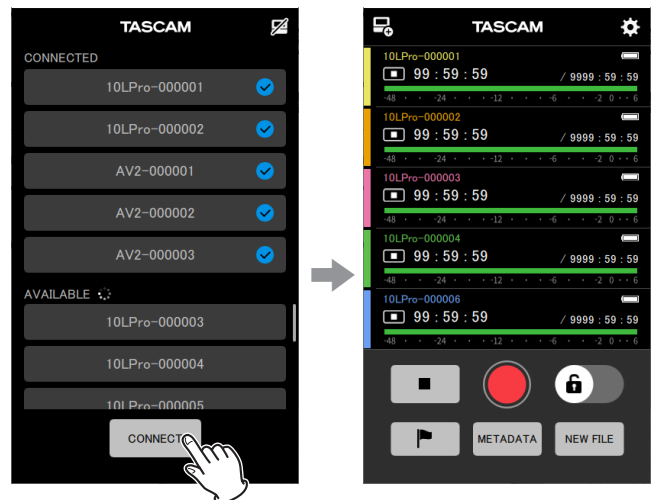 TASCAM
CONNECTED
10LPro-000001
10LPro-000002
AV2-000001
AV2-000002
AV2-000003
AVAILABLE
10LPro-000003
10LPro-000004
10LPro-000005
CONNECT
TASCAM
10LPro-000001
99 : 59 : 59 / 9999 : 59 : 59
-48 · · -24 · · -12 · · -6 · · -2 0 · · 6
10LPro-000002
99 : 59 : 59 / 9999 : 59 : 59
-48 · · -24 · · -12 · · -6 · · -2 0 · · 6
10LPro-000003
99 : 59 : 59 / 9999 : 59 : 59
-48 · · -24 · · -12 · · -6 · · -2 0 · · 6
10LPro-000004
99 : 59 : 59 / 9999 : 59 : 59
-48 · · -24 · · -12 · · -6 · · -2 0 · · 6
10LPro-000006
99 : 59 : 59 / 9999 : 59 : 59
-48 · · -24 · · -12 · · -6 · · -2 0 · · 6
METADATA
NEW FILE